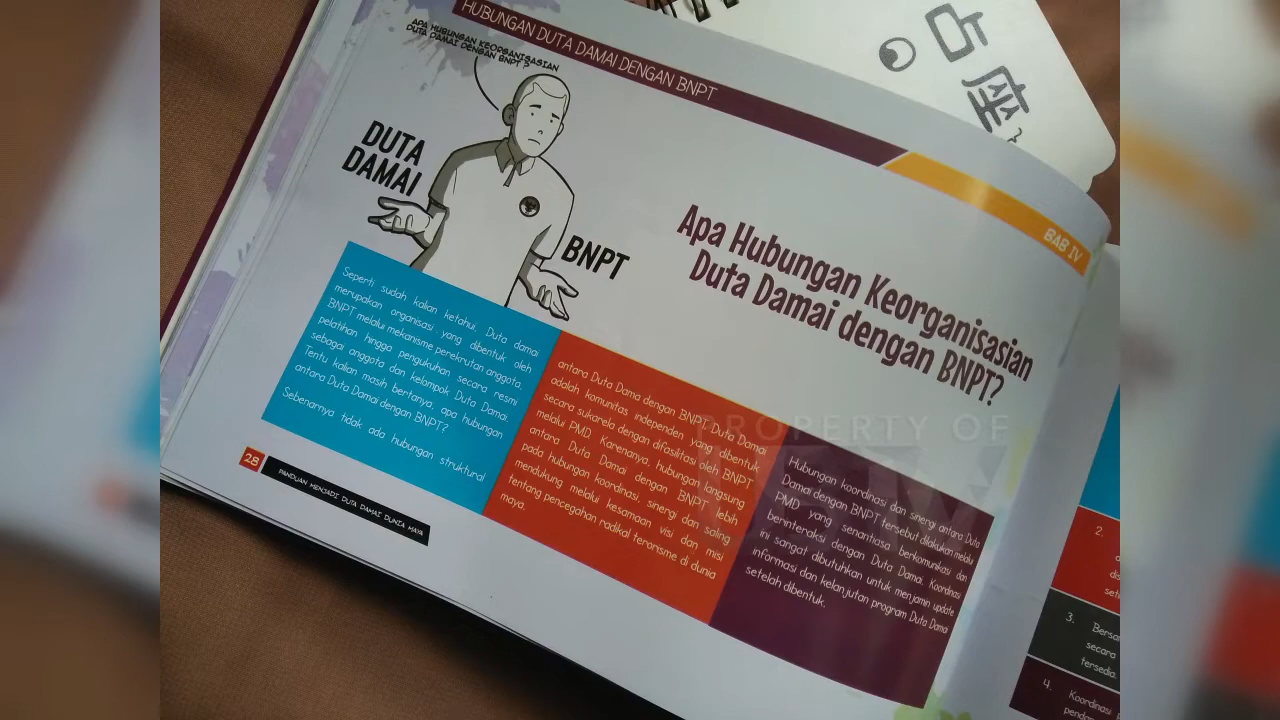 HUBUNGAN DUTA DAMAI DENGAN BNPT
BAB IV
APA HUBUNGAN KEORGANISASIAN
DUTA DAMAI DENGAN BNPT ?
DUTA
DAMAI
BNPT
Apa Hubungan Keorganisasian
Duta Damai dengan BNPT?
Seperti sudah kalian ketahui, Duta damai
merupakan organisasi yang dibentuk oleh
BNPT melalui mekanisme perekrutan anggota,
pelatihan hingga pengukuhan secara resmi
sebagai anggota dan kelompok Duta Damai.
Tentu kalian masih bertanya, apa hubungan
antara Duta Damai dengan BNPT?
Sebenarnya tidak ada hubungan struktural
antara Duta Dama dengan BNPT. Duta Damai
adalah komunitas independen yang dibentuk
secara sukarela dengan difasilitasi oleh BNPT
melalui PMD. Karenanya, hubungan langsung
antara Duta Damai dengan BNPT lebih
pada hubungan koordinasi, sinergi dan saling
mendukung melalui kesamaan visi dan misi
tentang pencegahan radikal terorisme di dunia
maya.
Hubungan koordinasi dan sinergi antara Duta
Damai dengan BNPT tersebut dilakukan melalui
PMD yang senantiasa berkomunikasi dan
berinteraksi dengan Duta Damai. Koordinasi
ini sangat dibutuhkan untuk menjamin update
informasi dan kelanjutan program Duta Damai
setelah dibentuk.
28
PANDUAN MENJADI DUTA DAMAI DUNIA MAYA
2.
3. Bersa
secara
tersedia.
4. Koordinasi
PROPERTY OF